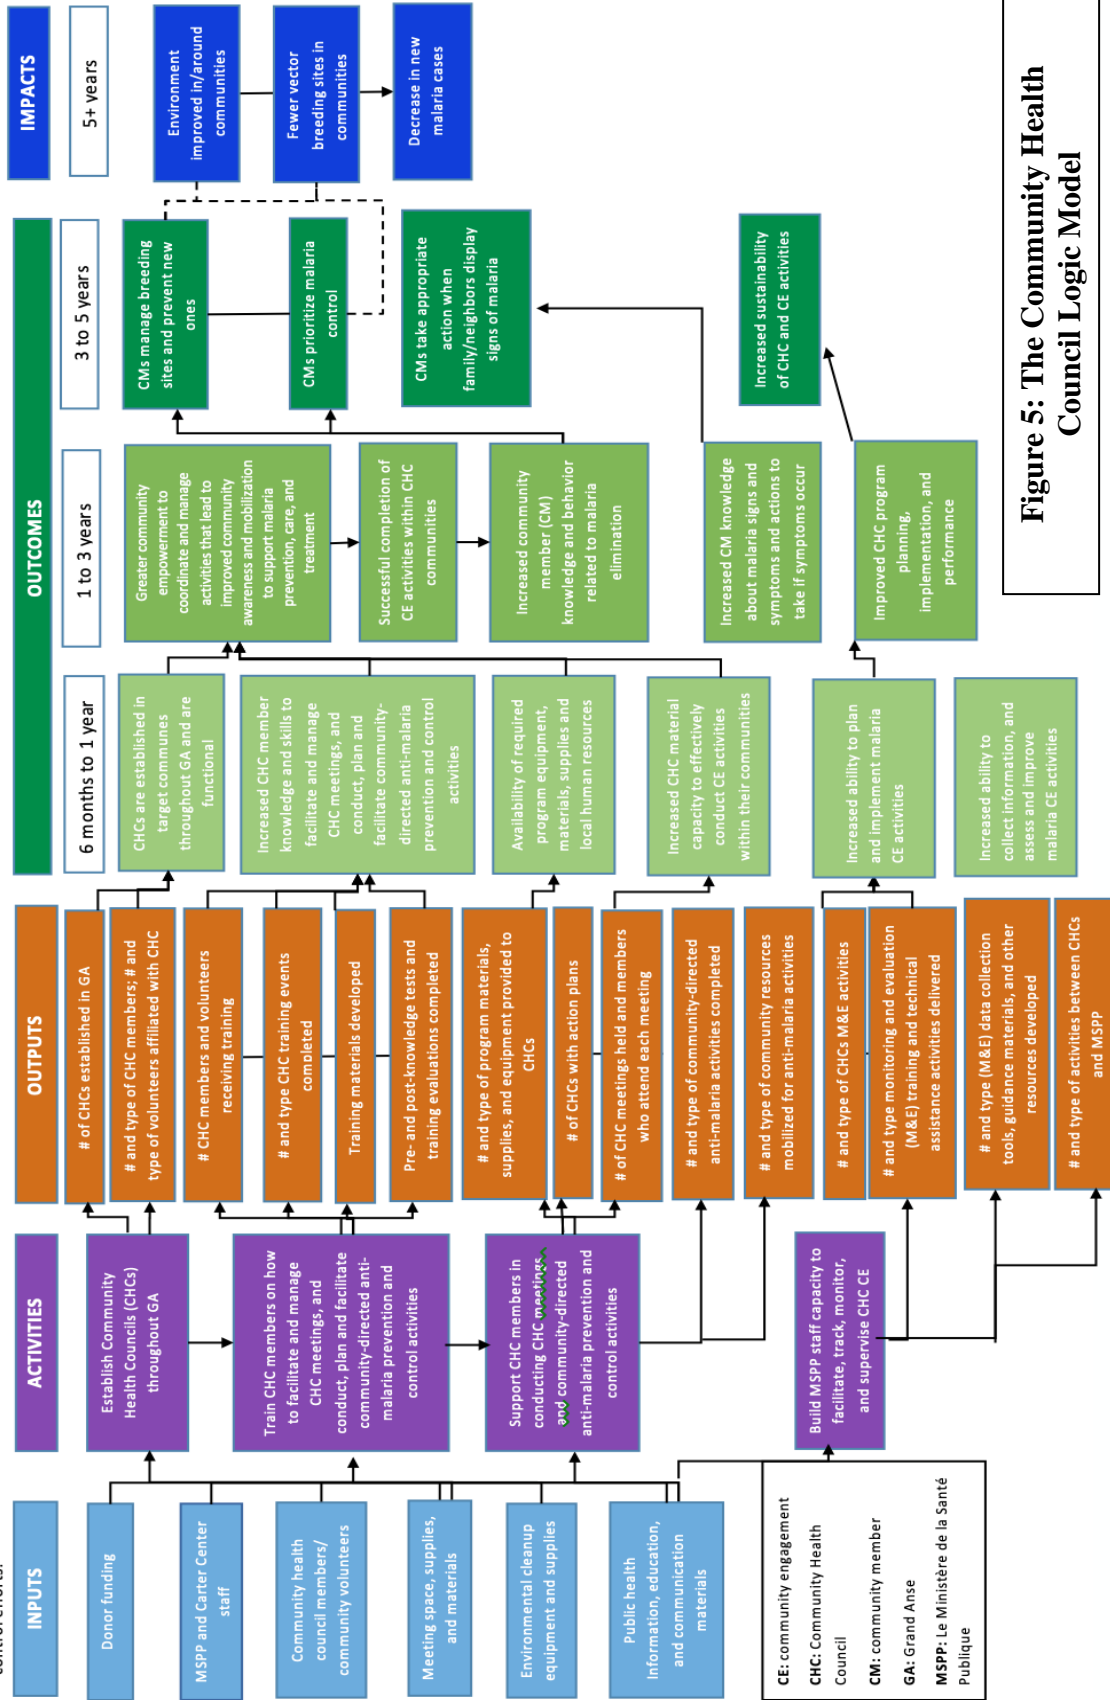 control efforts.
INPUTS
Donor funding
MSPP and Carter Center
staff
Community health
council members/
community volunteers
Meeting space, supplies,
and materials
Environmental cleanup
equipment and supplies
Public health
Information, education,
and communication
materials
CE: community engagement
CHC: Community Health
Council
CM: community member
GA: Grand Anse
MSPP: Le Ministère de la Santé
Publique
ACTIVITIES
Establish Community
Health Councils (CHCs)
throughout GA
Train CHC members on how
to facilitate and manage
CHC meetings, and
conduct, plan and facilitate
community-directed anti-
malaria prevention and
control activities
Support CHC members in
conducting CHC meetings
and community-directed
anti-malaria prevention and
control activities
Build MSPP staff capacity to
facilitate, track, monitor,
and supervise CHC CE
OUTPUTS
# of CHCs established in GA
# and type of CHC members; # and
type of volunteers affiliated with CHC
# CHC members and volunteers
receiving training
# and type CHC training events
completed
Training materials developed
Pre- and post-knowledge tests and
training evaluations completed
# and type of program materials,
supplies, and equipment provided to
CHCs
# of CHCs with action plans
# of CHC meetings held and members
who attend each meeting
# and type of community-directed
anti-malaria activities completed
# and type of community resources
mobilized for anti-malaria activities
# and type of CHCs M&E activities
# and type monitoring and evaluation
(M&E) training and technical
assistance activities delivered
# and type (M&E) data collection
tools, guidance materials, and other
resources developed
# and type of activities between CHCs
and MSPP
OUTCOMES
6 months to 1 year
CHCs are established in
target communes
throughout GA and are
functional
Increased CHC member
knowledge and skills to
facilitate and manage
CHC meetings, and
conduct, plan and
facilitate community-
directed anti-malaria
prevention and control
activities
Availability of required
program equipment,
materials, supplies and
local human resources
Increased CHC material
capacity to effectively
conduct CE activities
within their communities
Increased ability to plan
and implement malaria
CE activities
Increased ability to
collect information, and
assess and improve
malaria CE activities
1 to 3 years
Greater community
empowerment to
coordinate and manage
activities that lead to
improved community
awareness and mobilization
to support malaria
prevention, care, and
treatment
Successful completion of
CE activities within CHC
communities
Increased community
member (CM)
knowledge and behavior
related to malaria
elimination
Increased CM knowledge
about malaria signs and
symptoms and actions to
take if symptoms occur
Improved CHC program
planning,
implementation, and
performance
3 to 5 years
CMs manage breeding
sites and prevent new
ones
CMs prioritize malaria
control
CMs take appropriate
action when
family/neighbors display
signs of malaria
Increased sustainability
of CHC and CE activities
IMPACTS
5+ years
Environment
improved in/around
communities
Fewer vector
breeding sites in
communities
Decrease in new
malaria cases
Figure 5: The Community Health
Council Logic Model